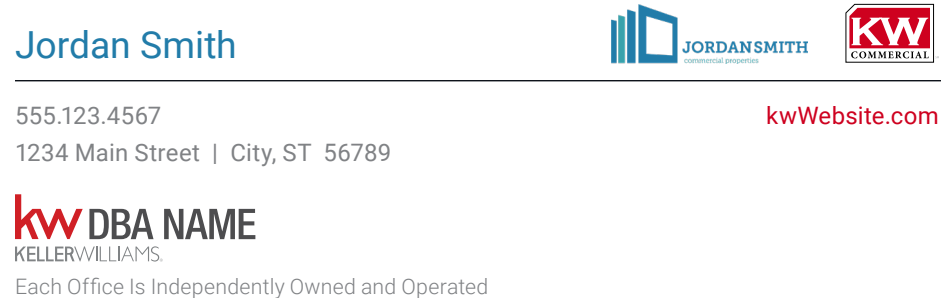 Jordan Smith
JORDANSMITH
commercial properties
KW
COMMERCIAL
555.123.4567
kwWebsite.com
1234 Main Street | City, ST 56789
kw DBA NAME
KELLERWILLIAMS.
Each Office Is Independently Owned and Operated